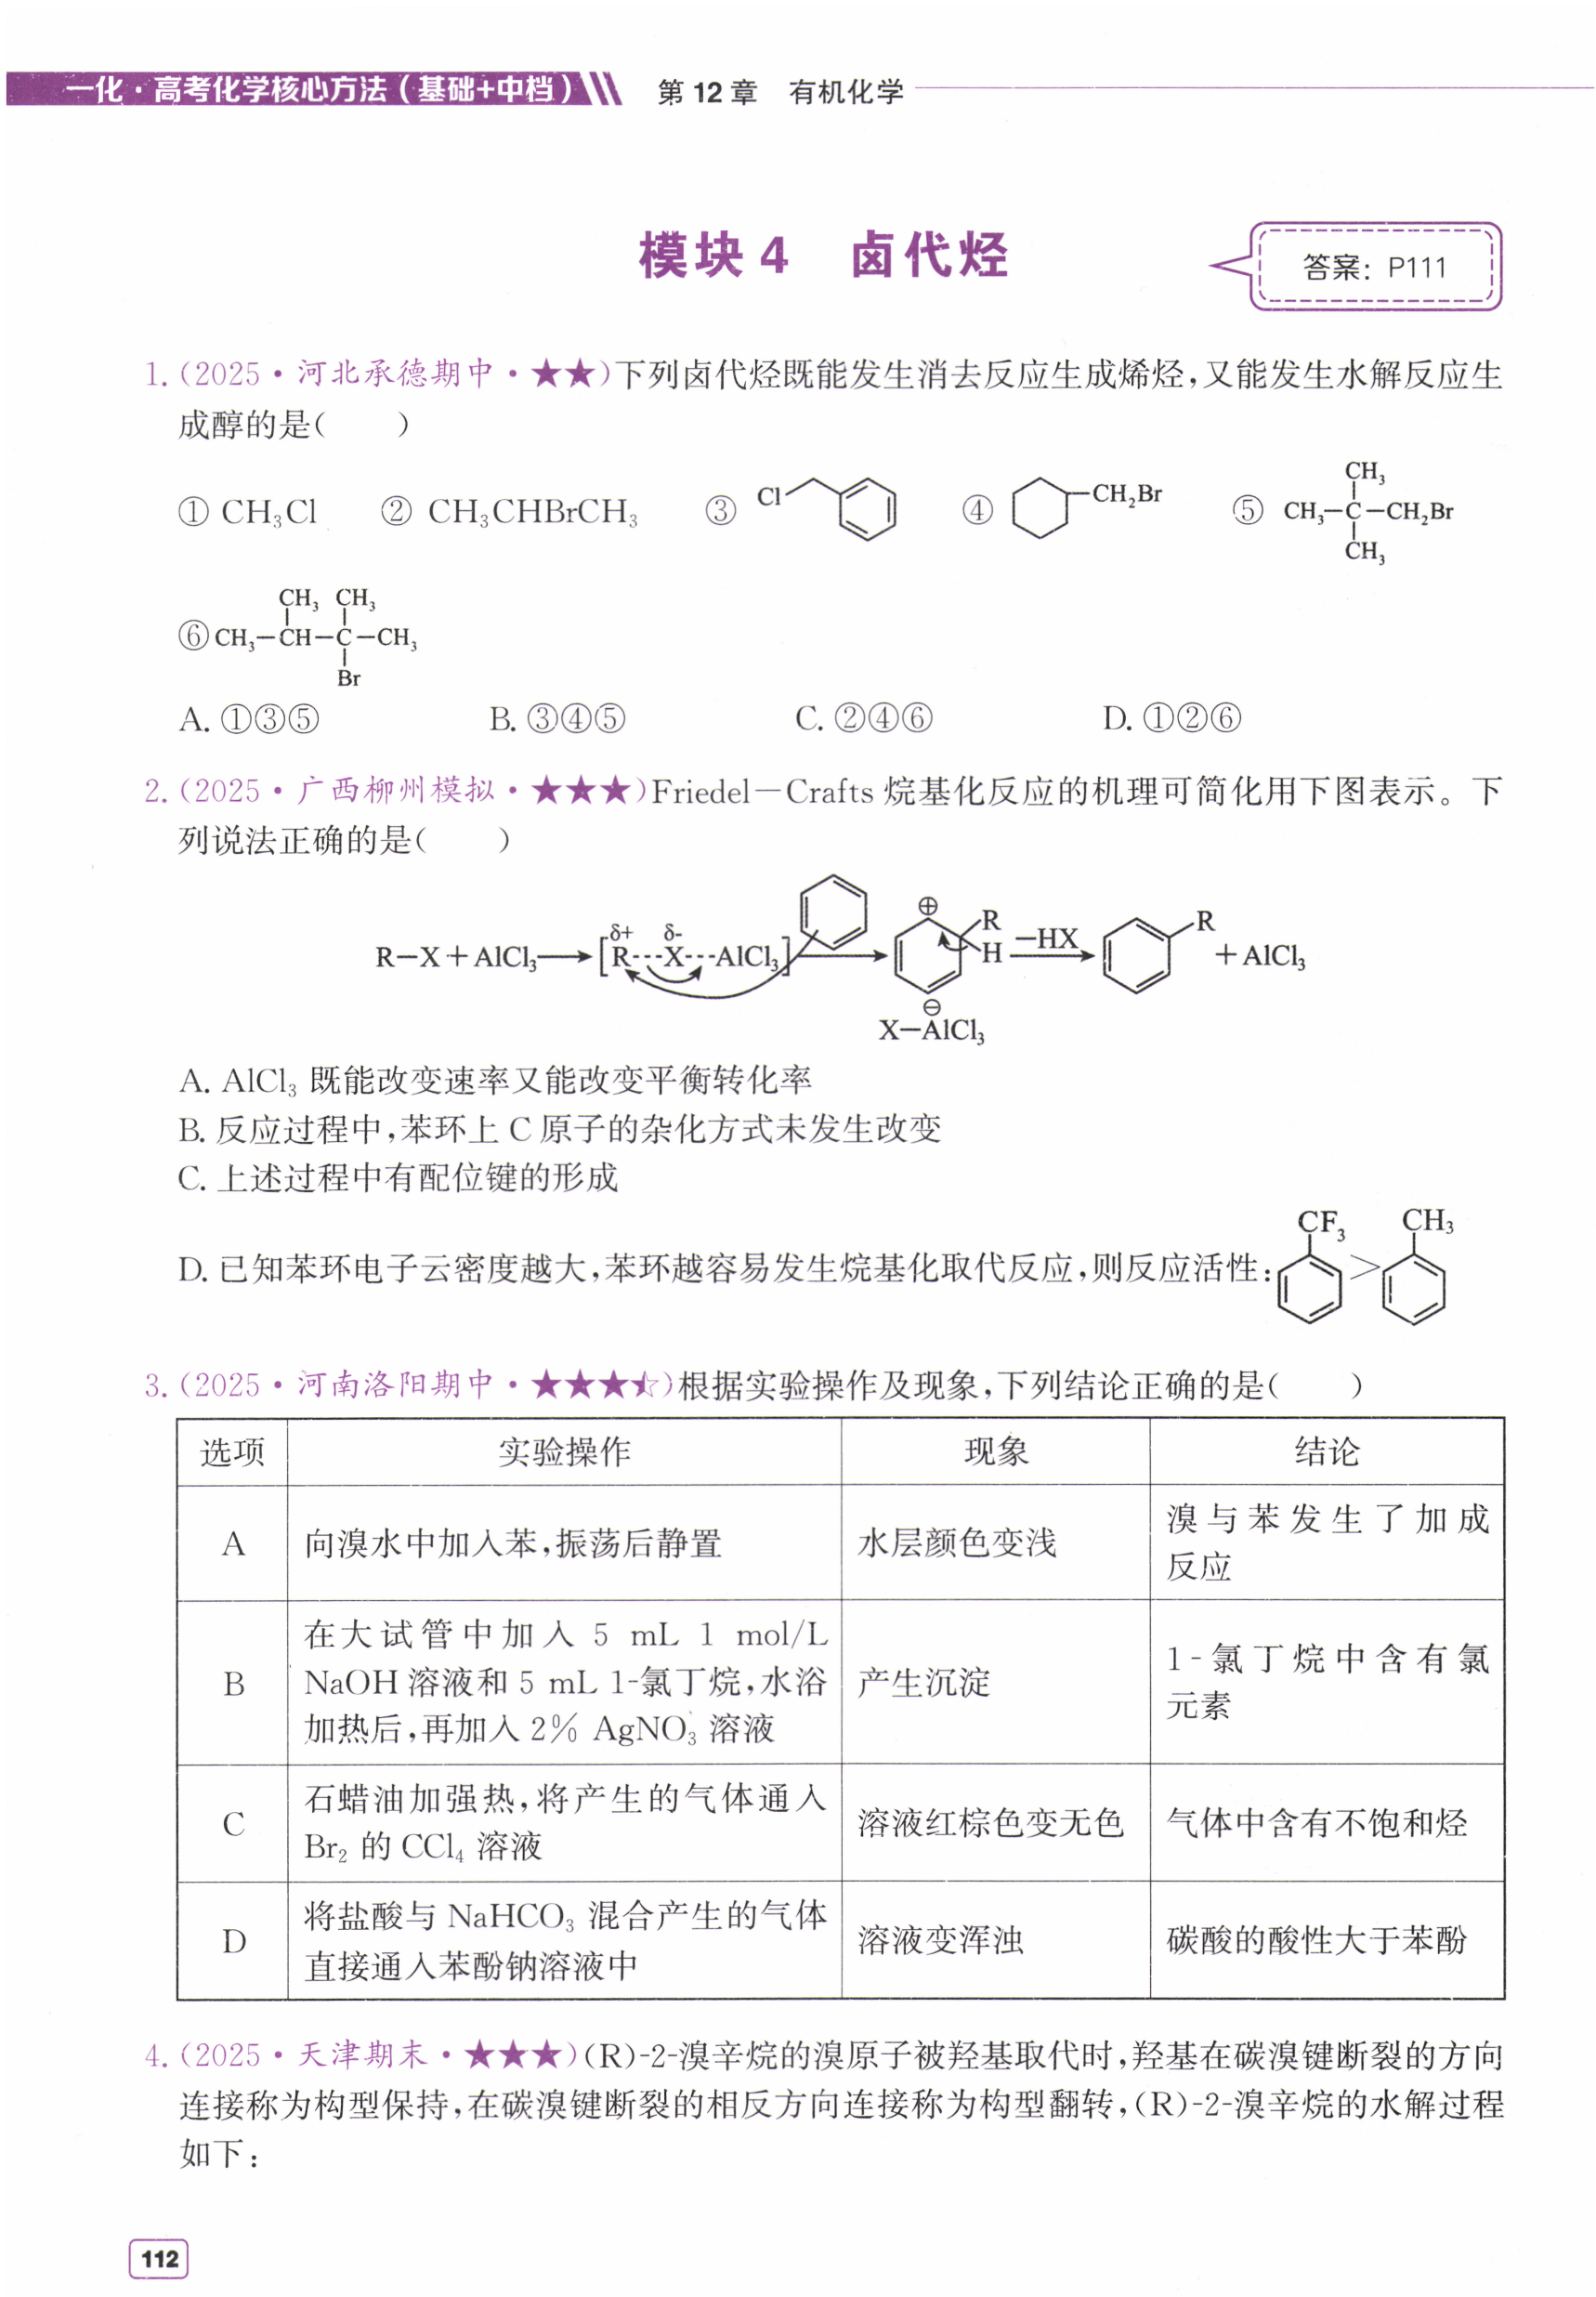 一化·高考化学核心方法(基础+中档) 第12章 有机化学
模块4 卤代烃
答案：P111
1.(2025·河北承德期中·★★)下列卤代烃既能发生消去反应生成烯烃,又能发生水解反应生
成醇的是( )
① CH₃Cl ② CH₃CHBrCH₃ ③ Cl ④ CH₂Br ⑤ CH₃—C—CH₂Br
CH₃
CH₃
CH₃ CH₃
⑥CH₃—CH—C—CH₃
Br
A. ①③⑤ B. ③④⑤ C. ②④⑥ D. ①②⑥
2.(2025·广西柳州模拟·★★★)Friedel—Crafts 烷基化反应的机理可简化用下图表示。下
列说法正确的是( )
R—X+AlCl₃ [R---X---AlCl₃] δ+ δ- ⊕ R H —HX R +AlCl₃
⊖
X—AlCl₃
A. AlCl₃ 既能改变速率又能改变平衡转化率
B. 反应过程中,苯环上 C 原子的杂化方式未发生改变
C. 上述过程中有配位键的形成
CF₃ CH₃
D. 已知苯环电子云密度越大,苯环越容易发生烷基化取代反应,则反应活性: >
3.(2025·河南洛阳期中·★★★⯪)根据实验操作及现象,下列结论正确的是( )
选项 实验操作 现象 结论
A 向溴水中加入苯,振荡后静置 水层颜色变浅 溴与苯发生了加成
反应
B 在大试管中加入 5 mL 1 mol/L
NaOH 溶液和 5 mL 1-氯丁烷,水浴
加热后,再加入 2% AgNO₃ 溶液
产生沉淀
1-氯丁烷中含有氯
元素
C 石蜡油加强热,将产生的气体通入
Br₂ 的 CCl₄ 溶液
溶液红棕色变无色 气体中含有不饱和烃
D 将盐酸与 NaHCO₃ 混合产生的气体
直接通入苯酚钠溶液中
溶液变浑浊 碳酸的酸性大于苯酚
4.(2025·天津期末·★★★)(R)-2-溴辛烷的溴原子被羟基取代时,羟基在碳溴键断裂的方向
连接称为构型保持,在碳溴键断裂的相反方向连接称为构型翻转,(R)-2-溴辛烷的水解过程
如下：
112